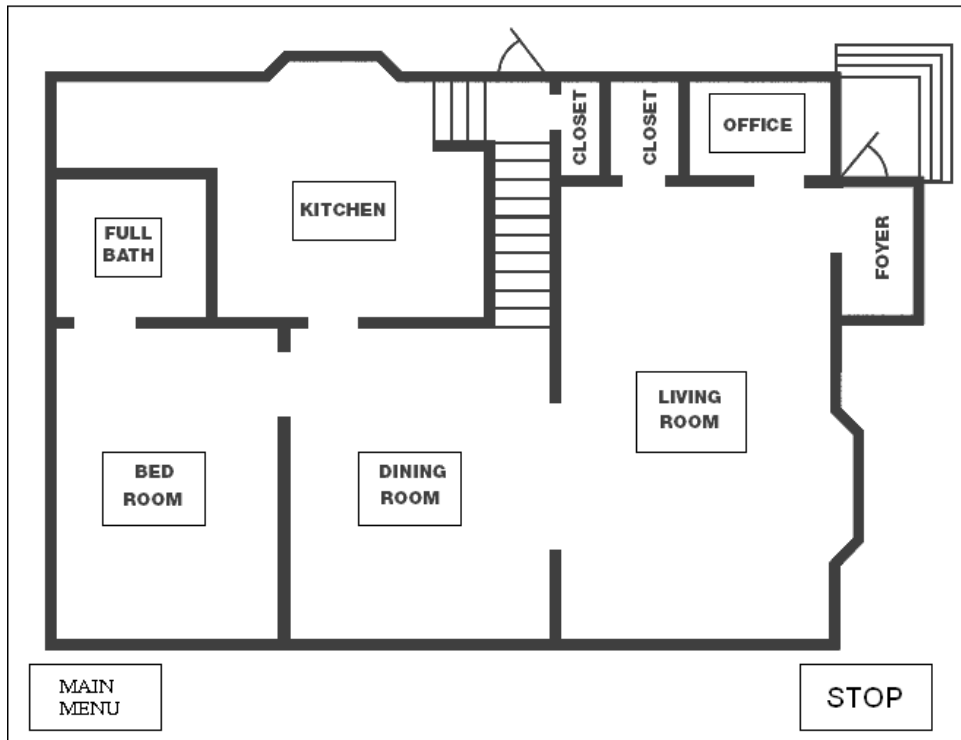 CLOSET
CLOSET
OFFICE
KITCHEN
FULL
BATH
FOYER
LIVING
ROOM
BED
ROOM
DINING
ROOM
MAIN
MENU
STOP